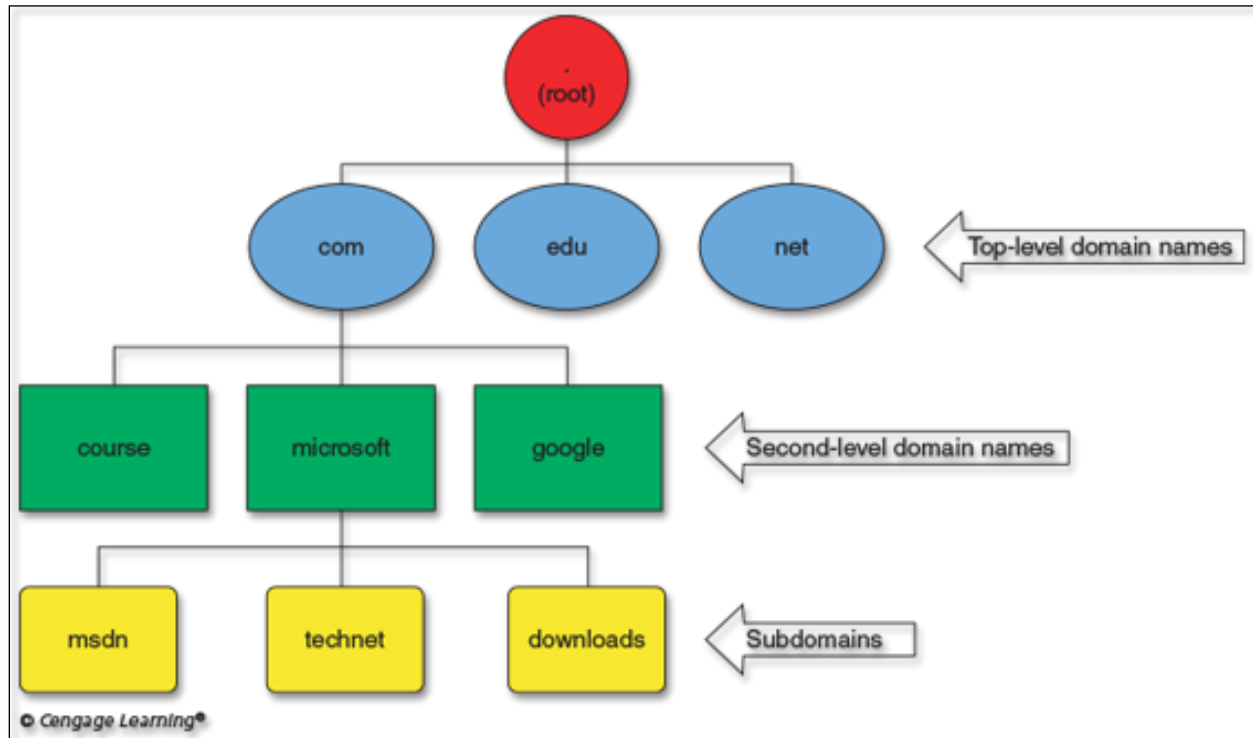 .
(root)
com
edu
net
Top-level domain names
course
microsoft
google
Second-level domain names
msdn
technet
downloads
Subdomains
© Cengage Learning®